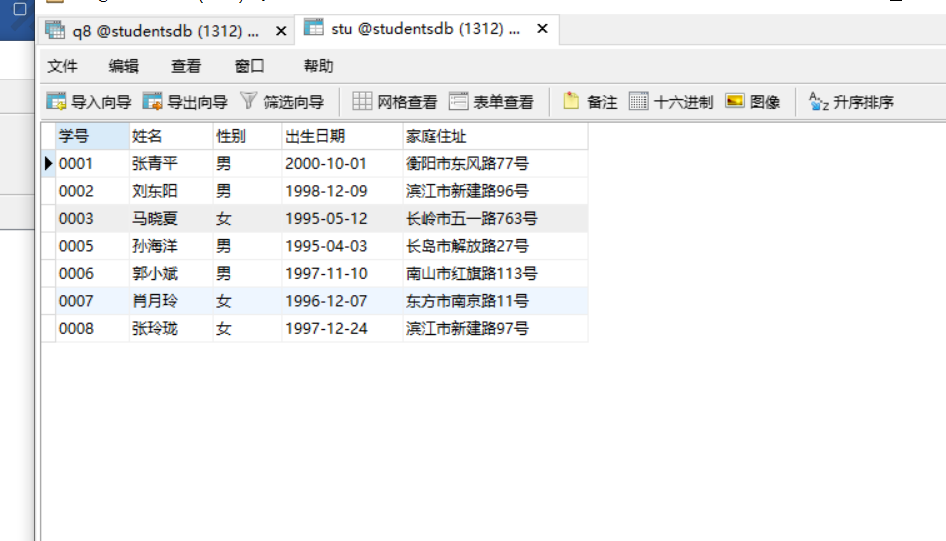 q8 @studentsdb (1312) ... stu @studentsdb (1312) ...
文件 编辑 查看 窗口 帮助
导入向导 导出向导 筛选向导 网格查看 表单查看 备注 十六进制 图像 升序排序
学号 姓名 性别 出生日期 家庭住址
0001 张青平 男 2000-10-01 衡阳市东风路77号
0002 刘东阳 男 1998-12-09 滨江市新建路96号
0003 马晓夏 女 1995-05-12 长岭市五一路763号
0005 孙海洋 男 1995-04-03 长岛市解放路27号
0006 郭小斌 男 1997-11-10 南山市红旗路113号
0007 肖月玲 女 1996-12-07 东方市南京路11号
0008 张玲珑 女 1997-12-24 滨江市新建路97号